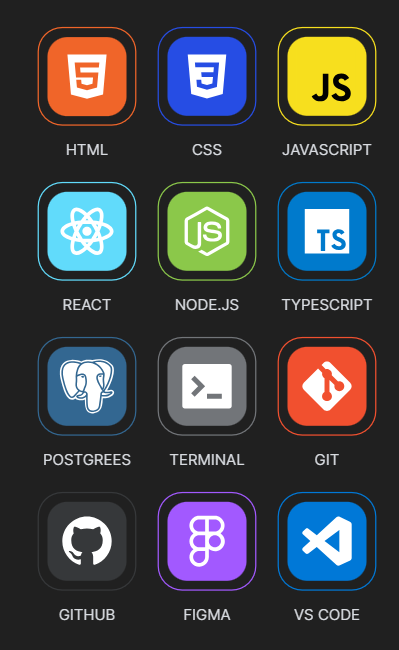 5
3
JS
HTML
CSS
JAVASCRIPT
JS
TS
REACT
NODE.JS
TYPESCRIPT
POSTGREES
TERMINAL
GIT
GITHUB
FIGMA
VS CODE